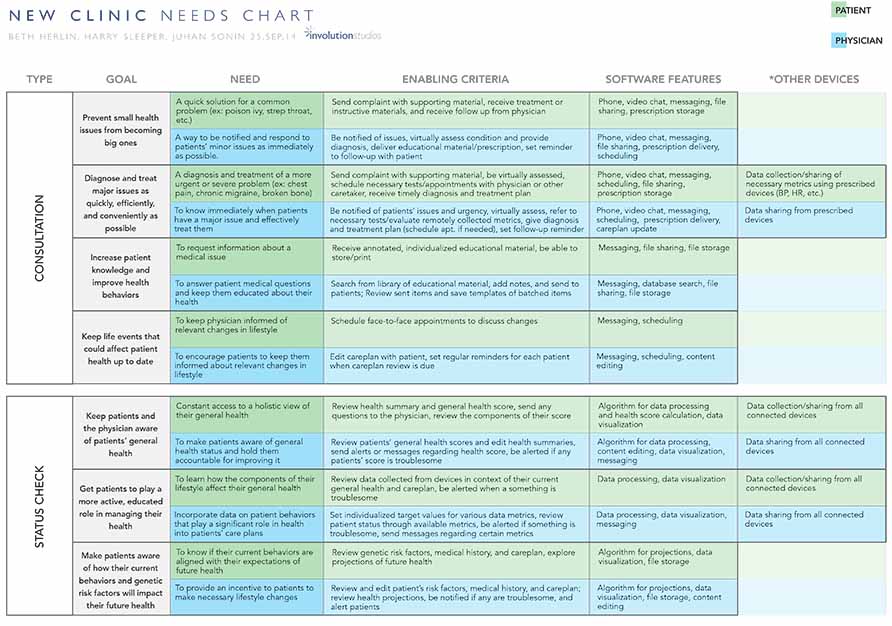 NEW CLINIC NEEDS CHART
BETH HERLIN, HARRY SLEEPER, JUHAN SONIN 25.SEP.14 involutionstudios
PATIENT
PHYSICIAN
TYPE GOAL NEED ENABLING CRITERIA SOFTWARE FEATURES *OTHER DEVICES
CONSULTATION
Prevent small health
issues from becoming
big ones
A quick solution for a common
problem (ex: poison ivy, strep throat,
etc.)
Send complaint with supporting material, receive treatment or
instructive materials, and receive follow up from physician
Phone, video chat, messaging, file
sharing, prescription storage
A way to be notified and respond to
patients' minor issues as immediately
as possible.
Be notified of issues, virtually assess condition and provide
diagnosis, deliver educational material/prescription, set reminder
to follow-up with patient
Phone, video chat, messaging,
file sharing, prescription delivery,
scheduling
Diagnose and treat
major issues as
quickly, efficiently,
and conveniently as
possible
A diagnosis and treatment of a more
urgent or severe problem (ex: chest
pain, chronic migraine, broken bone)
Send complaint with supporting material, be virtually assessed,
schedule necessary tests/appointments with physician or other
caretaker, receive timely diagnosis and treatment plan
Phone, video chat, messaging,
scheduling, file sharing,
prescription storage
Data collection/sharing of
necessary metrics using prescribed
devices (BP, HR, etc.)
To know immediately when patients
have a major issue and effectively
treat them
Be notified of patients' issues and urgency, virtually assess, refer to
necessary tests/evaluate remotely collected metrics, give diagnosis
and treatment plan (schedule apt. if needed), set follow-up reminder
Phone, video chat, messaging,
scheduling, prescription delivery,
careplan update
Data sharing from prescribed
devices
Increase patient
knowledge and
improve health
behaviors
To request information about a
medical issue
Receive annotated, individualized educational material, be able to
store/print
Messaging, file sharing, file storage
To answer patient medical questions
and keep them educated about their
health
Search from library of educational material, add notes, and send to
patients; Review sent items and save templates of batched items
Messaging, database search, file
sharing, file storage
Keep life events that
could affect patient
health up to date
To keep physician informed of
relevant changes in lifestyle
Schedule face-to-face appointments to discuss changes
Messaging, scheduling
To encourage patients to keep them
informed about relevant changes in
lifestyle
Edit careplan with patient, set regular reminders for each patient
when careplan review is due
Messaging, scheduling, content
editing
STATUS CHECK
Keep patients and
the physician aware
of patients' general
health
Constant access to a holistic view of
their general health
Review health summary and general health score, send any
questions to the physician, review the components of their score
Algorithm for data processing
and health score calculation, data
visualization
Data collection/sharing from all
connected devices
To make patients aware of general
health status and hold them
accountable for improving it
Review patients' general health scores and edit health summaries,
send alerts or messages regarding health score, be alerted if any
patients' score is troublesome
Algorithm for data processing,
content editing, data visualization,
messaging
Data sharing from all connected
devices
Get patients to play a
more active, educated
role in managing their
health
To learn how the components of their
lifestyle affect their general health
Review data collected from devices in context of their current
general health and careplan, be alerted when a something is
troublesome
Data processing, data visualization
Data collection/sharing from all
connected devices
Incorporate data on patient behaviors
that play a significant role in health
into patients' care plans
Set individualized target values for various data metrics, review
patient status through available metrics, be alerted if something is
troublesome, send messages regarding certain metrics
Data processing, data visualization,
messaging
Data sharing from all connected
devices
Make patients aware
of how their current
behaviors and genetic
risk factors will impact
their future health
To know if their current behaviors are
aligned with their expectations of
future health
Review genetic risk factors, medical history, and careplan, explore
projections of future health
Algorithm for projections, data
visualization, file storage
To provide an incentive to patients to
make necessary lifestyle changes
Review and edit patient's risk factors, medical history, and careplan;
review health projections, be notified if any are troublesome, and
alert patients
Algorithm for projections, data
visualization, file storage, content
editing